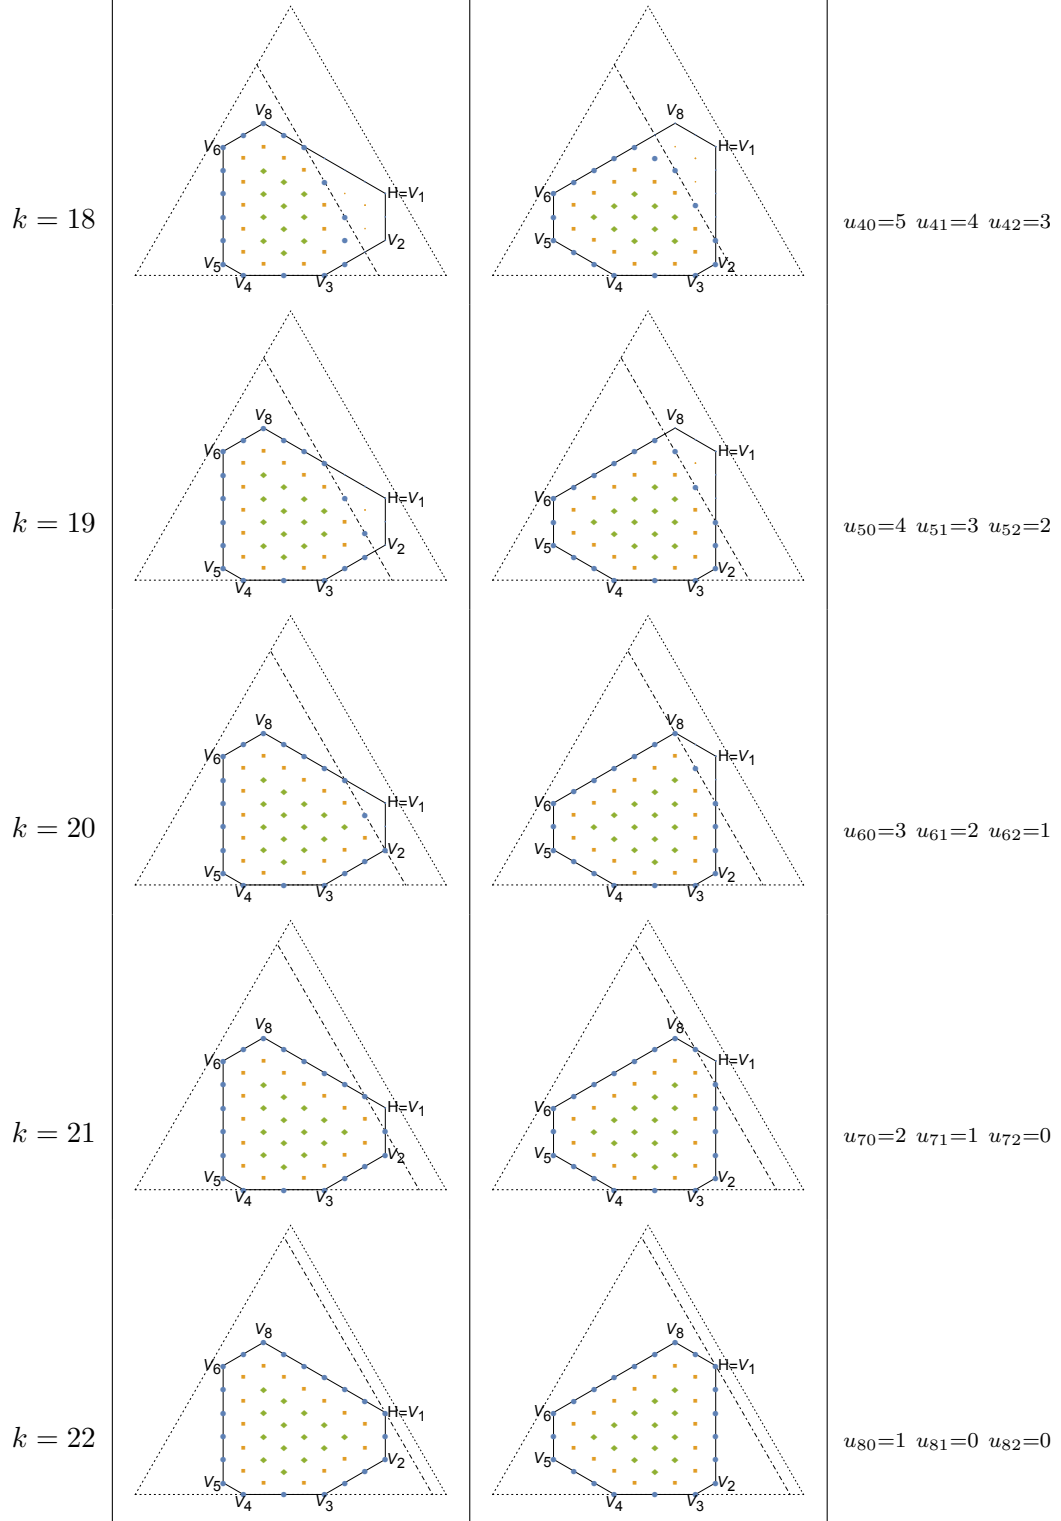 V8 V8
V6 H=V1
k = 18 H=V1 V6 u40=5 u41=4 u42=3
V2 V5
V5 V2
V4 V3 V4 V3
V8 V8
V6 H=V1
k = 19 H=V1 V6 u50=4 u51=3 u52=2
V2 V5
V5 V2
V4 V3 V4 V3
V8 V8
V6 H=V1
k = 20 H=V1 V6 u60=3 u61=2 u62=1
V2 V5
V5 V2
V4 V3 V4 V3
V8 V8
V6 H=V1
k = 21 H=V1 V6 u70=2 u71=1 u72=0
V2 V5
V5 V2
V4 V3 V4 V3
V8 V8
V6 H=V1
k = 22 H=V1 V6 u80=1 u81=0 u82=0
V2 V5
V5 V2
V4 V3 V4 V3